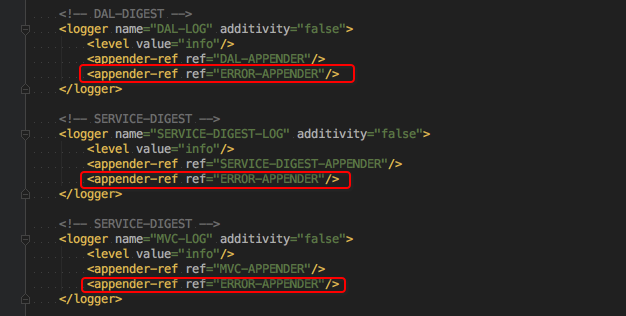 <!-- DAL-DIGEST -->
<logger name="DAL-LOG" additivity="false">
<level value="info"/>
<appender-ref ref="DAL-APPENDER"/>
<appender-ref ref="ERROR-APPENDER"/>
</logger>
<!-- SERVICE-DIGEST -->
<logger name="SERVICE-DIGEST-LOG" additivity="false">
<level value="info"/>
<appender-ref ref="SERVICE-DIGEST-APPENDER"/>
<appender-ref ref="ERROR-APPENDER"/>
</logger>
<!-- SERVICE-DIGEST -->
<logger name="MVC-LOG" additivity="false">
<level value="info"/>
<appender-ref ref="MVC-APPENDER"/>
<appender-ref ref="ERROR-APPENDER"/>
</logger>